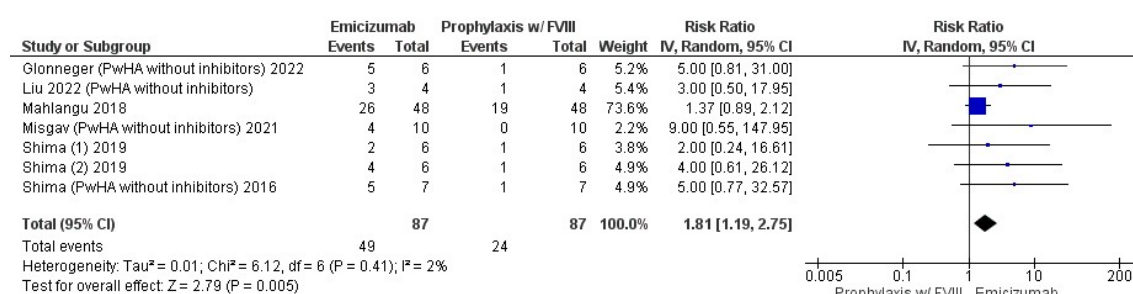 Emicizumab Prophylaxis w/ FVIII Risk Ratio Risk Ratio
Study or Subgroup Events Total Events Total Weight IV, Random, 95% CI IV, Random, 95% CI
Glonneger (PwHA without inhibitors) 2022 5 6 1 6 5.2% 5.00 [0.81, 31.00]
Liu 2022 (PwHA without inhibitors) 3 4 1 4 5.4% 3.00 [0.50, 17.95]
Mahlangu 2018 26 48 19 48 73.6% 1.37 [0.89, 2.12]
Misgav (PwHA without inhibitors) 2021 4 10 0 10 2.2% 9.00 [0.55, 147.95]
Shima (1) 2019 2 6 1 6 3.8% 2.00 [0.24, 16.61]
Shima (2) 2019 4 6 1 6 4.9% 4.00 [0.61, 26.12]
Shima (PwHA without inhibitors) 2016 5 7 1 7 4.9% 5.00 [0.77, 32.57]
Total (95% CI) 87 87 100.0% 1.81 [1.19, 2.75]
Total events 49 24
Heterogeneity: Tau² = 0.01; Chi² = 6.12, df = 6 (P = 0.41); I² = 2%
Test for overall effect: Z = 2.79 (P = 0.005)
0.005 0.1 1 10 200
Prophylaxis w/ FVIII Emicizumab